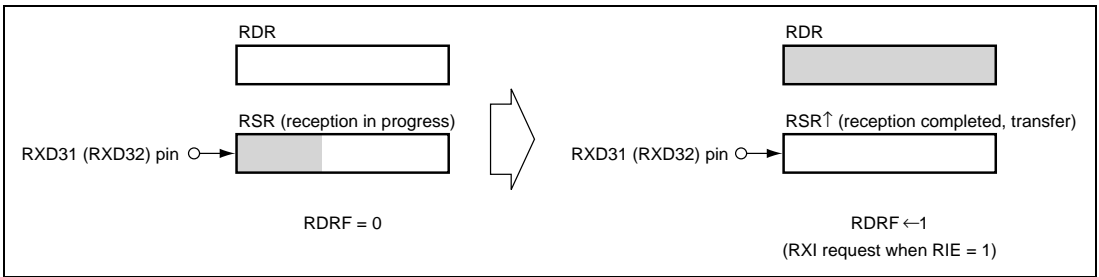 RDR
RSR (reception in progress)
RXD31 (RXD32) pin
RDRF = 0
RDR
RSR↑ (reception completed, transfer)
RXD31 (RXD32) pin
RDRF ←1
(RXI request when RIE = 1)